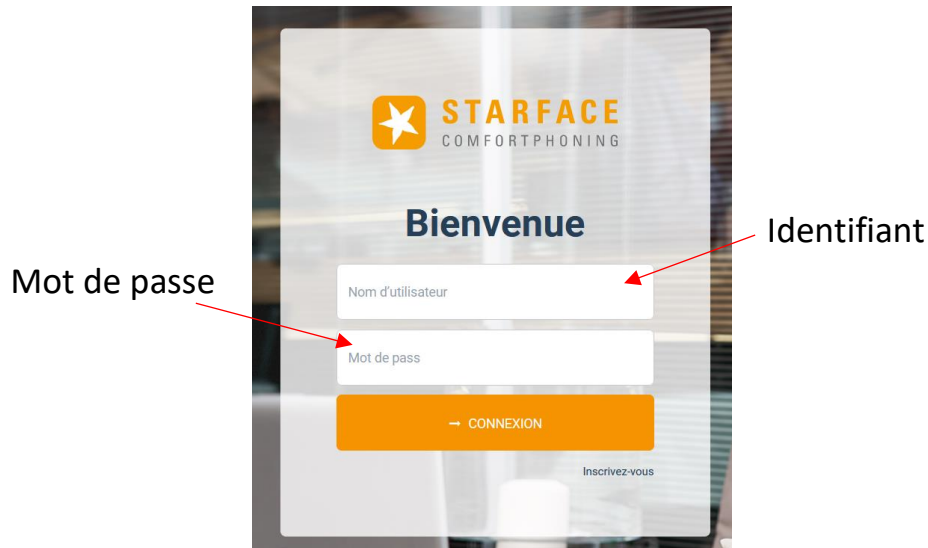 STARFACE
COMFORTPHONING
Bienvenue
Identifiant
Mot de passe
Nom d'utilisateur
Mot de pass
→ CONNEXION
Inscrivez-vous